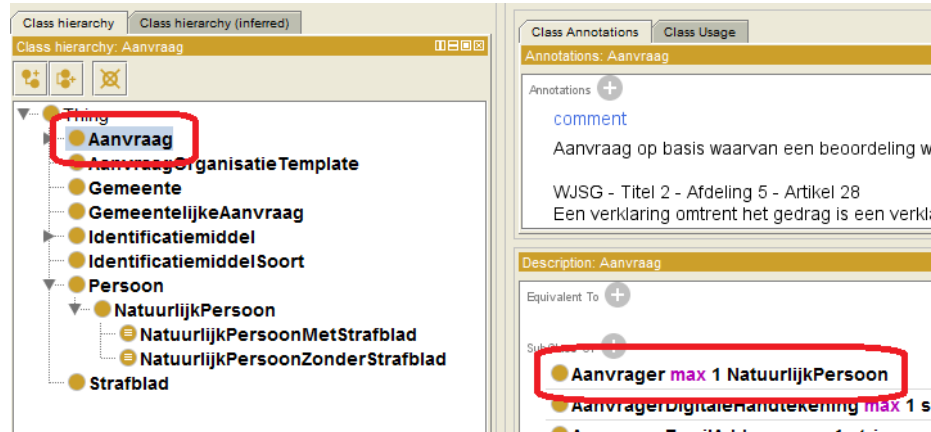 Class hierarchy
Class hierarchy (inferred)
Class hierarchy: Aanvraag
Thing
Aanvraag
AanvraagOrganisatieTemplate
Gemeente
GemeentelijkeAanvraag
Identificatiemiddel
IdentificatiemiddelSoort
Persoon
NatuurlijkPersoon
NatuurlijkPersoonMetStrafblad
NatuurlijkPersoonZonderStrafblad
Strafblad
Class Annotations
Class Usage
Annotations: Aanvraag
Annotations
comment
Aanvraag op basis waarvan een beoordeling w
WJSG - Titel 2 - Afdeling 5 - Artikel 28
Een verklaring omtrent het gedrag is een verkla
Description: Aanvraag
Equivalent To
SubClass Of
Aanvrager max 1 NatuurlijkPersoon
AanvragerDigitaleHandtekening max 1 s